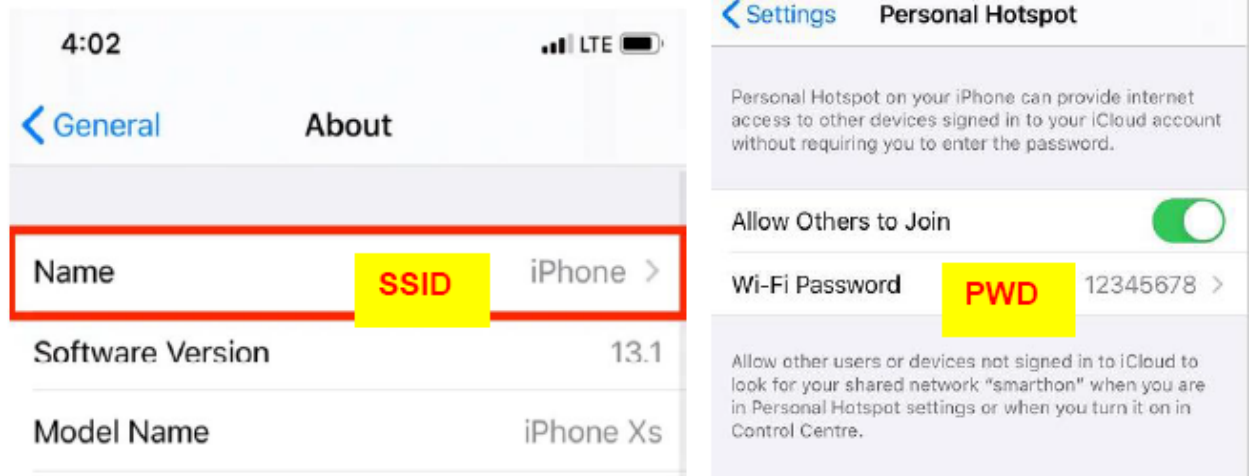 4:02 LTE
General About
Name SSID iPhone
Software Version 13.1
Model Name iPhone Xs
Settings Personal Hotspot
Personal Hotspot on your iPhone can provide internet
access to other devices signed in to your iCloud account
without requiring you to enter the password.
Allow Others to Join
Wi-Fi Password PWD 12345678
Allow other users or devices not signed in to iCloud to
look for your shared network “smarthon” when you are
in Personal Hotspot settings or when you turn it on in
Control Centre.